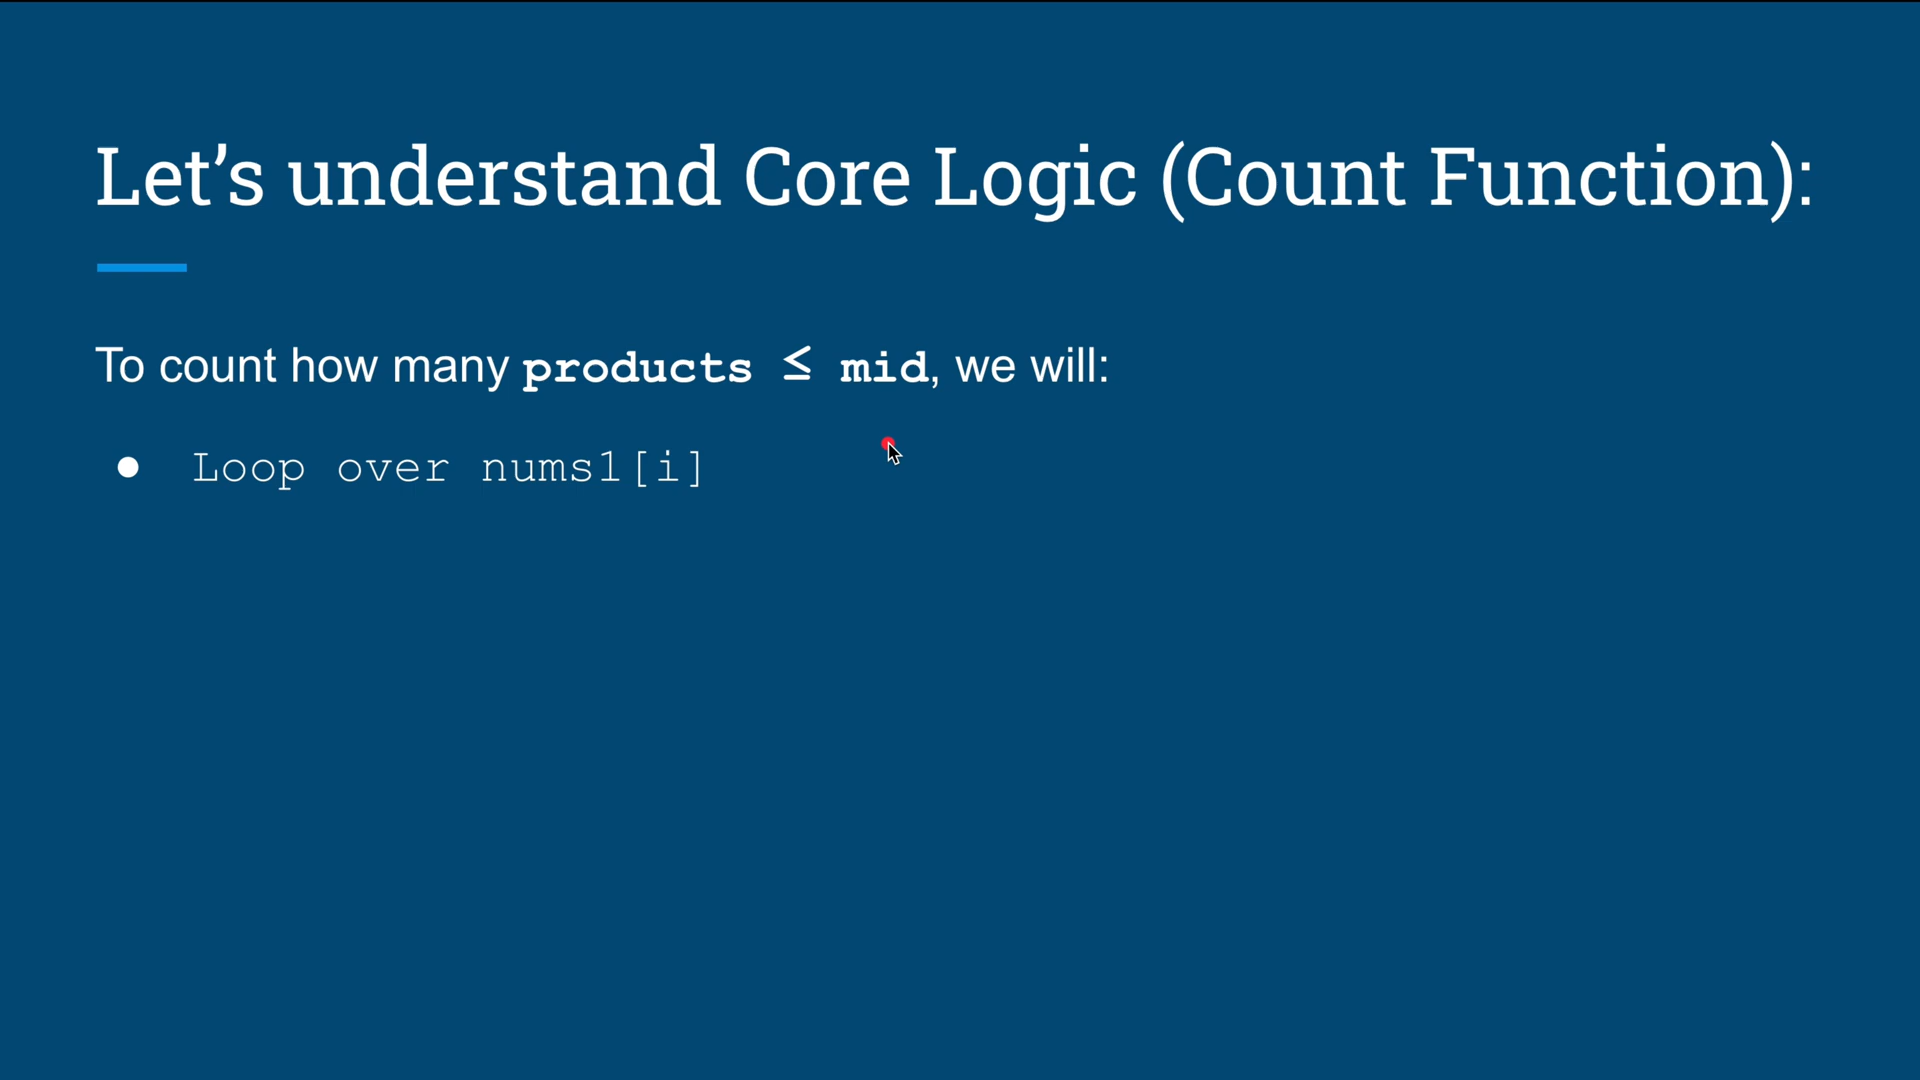 Let’s understand Core Logic (Count Function):
To count how many products ≤ mid, we will:
● Loop over nums1[i]